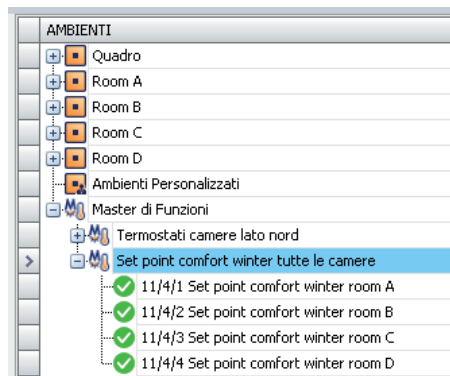 AMBIENTI
Quadro
Room A
Room B
Room C
Room D
Ambienti Personalizzati
Master di Funzioni
Termostati camere lato nord
Set point comfort winter tutte le camere
11/4/1 Set point comfort winter room A
11/4/2 Set point comfort winter room B
11/4/3 Set point comfort winter room C
11/4/4 Set point comfort winter room D